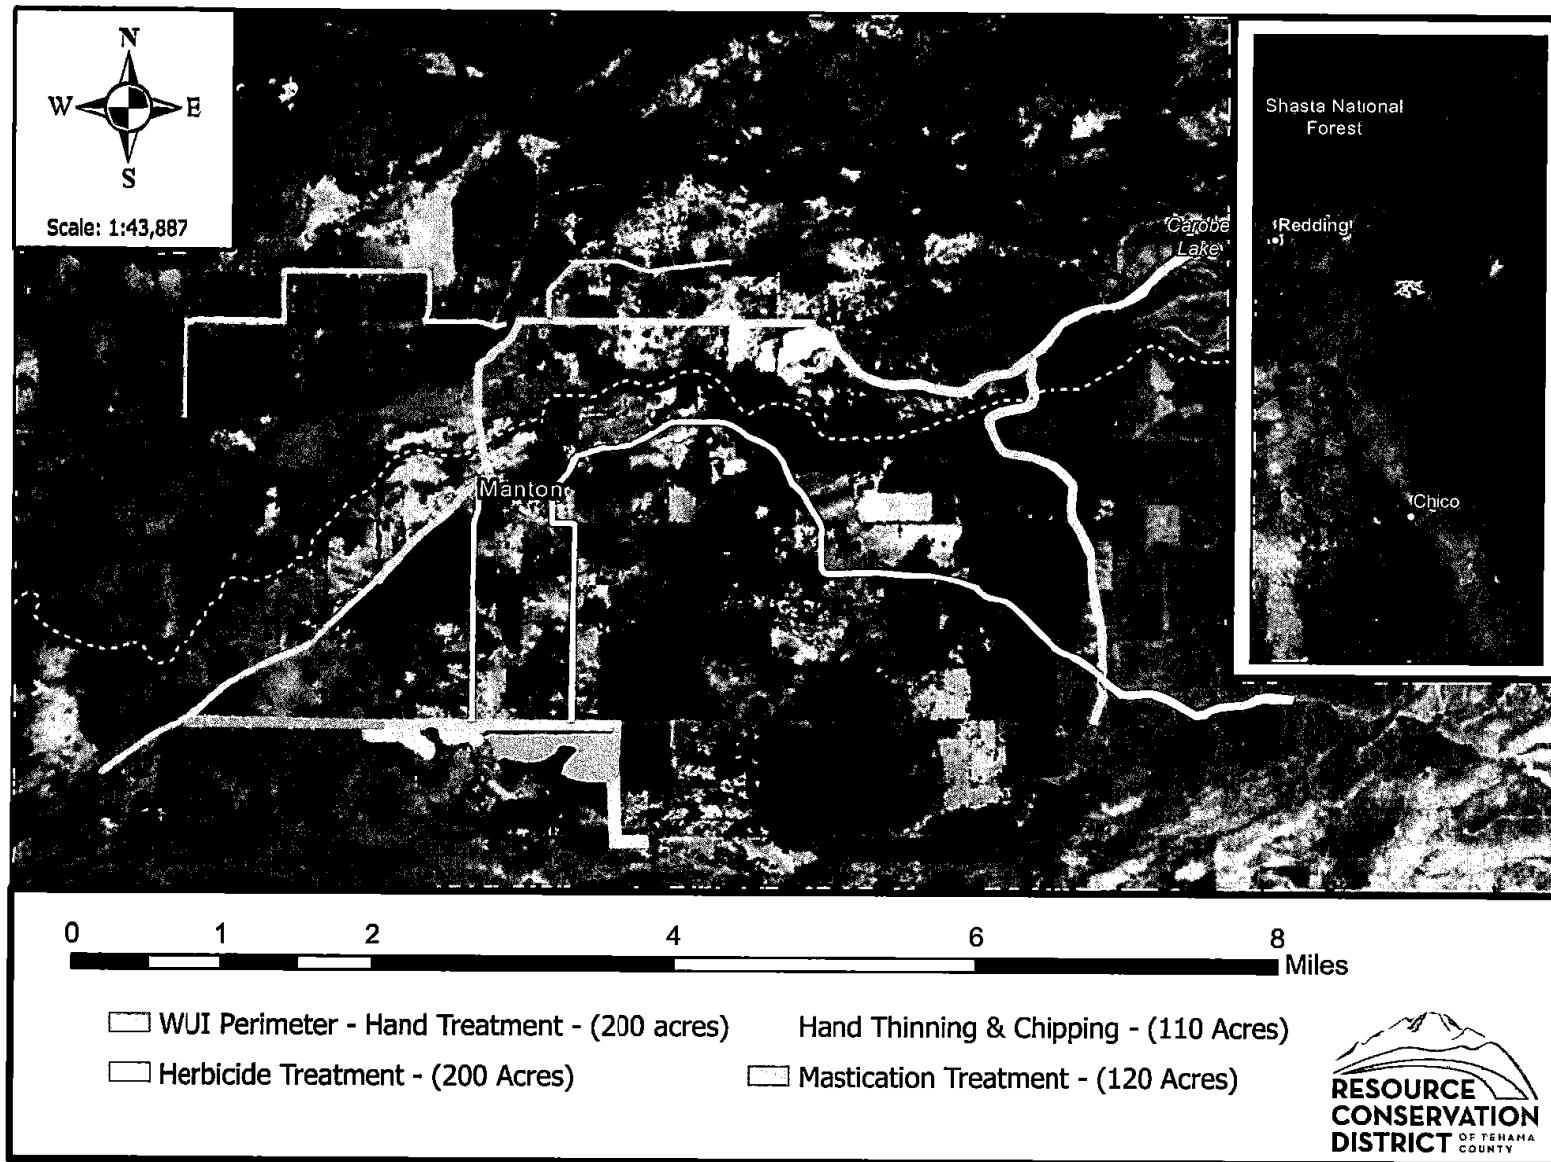 N
W E
S
Scale: 1:43,887
Shasta National
Forest
Redding
Chico
Carobe
Lake
Manton
0 1 2 4 6 8
Miles
WUI Perimeter - Hand Treatment - (200 acres)
Hand Thinning & Chipping - (110 Acres)
Herbicide Treatment - (200 Acres)
Mastication Treatment - (120 Acres)
RESOURCE
CONSERVATION
DISTRICT OF TEHAMA
COUNTY